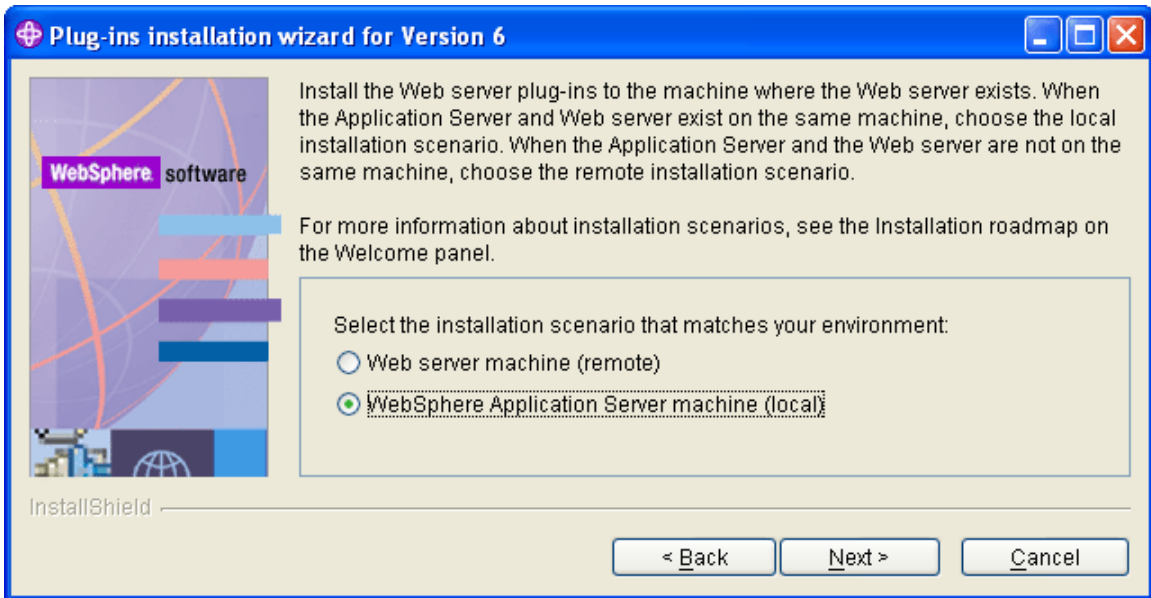 Plug-ins installation wizard for Version 6
WebSphere. software
Install the Web server plug-ins to the machine where the Web server exists. When
the Application Server and Web server exist on the same machine, choose the local
installation scenario. When the Application Server and the Web server are not on the
same machine, choose the remote installation scenario.
For more information about installation scenarios, see the Installation roadmap on
the Welcome panel.
Select the installation scenario that matches your environment:
Web server machine (remote)
WebSphere Application Server machine (local)
InstallShield
< Back
Next >
Cancel